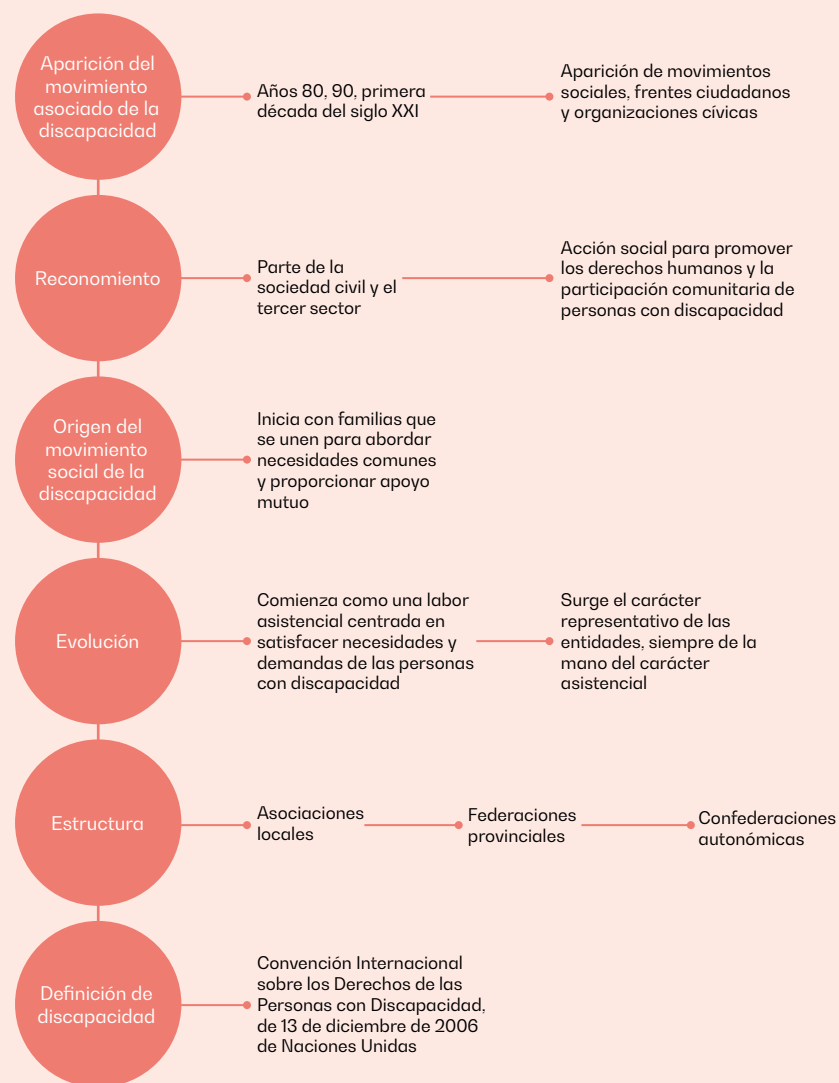 Aparición del
movimiento
asociado de la
discapacidad
Años 80, 90, primera
década del siglo XXI
Aparición de movimientos
sociales, frentes ciudadanos
y organizaciones cívicas
Reconomiento
Parte de la
sociedad civil y el
tercer sector
Acción social para promover
los derechos humanos y la
participación comunitaria de
personas con discapacidad
Origen del
movimiento
social de la
discapacidad
Inicia con familias que
se unen para abordar
necesidades comunes
y proporcionar apoyo
mutuo
Evolución
Comienza como una labor
asistencial centrada en
satisfacer necesidades y
demandas de las personas
con discapacidad
Surge el carácter
representativo de las
entidades, siempre de la
mano del carácter
asistencial
Estructura
Asociaciones
locales
Federaciones
provinciales
Confederaciones
autonómicas
Definición de
discapacidad
Convención Internacional
sobre los Derechos de las
Personas con Discapacidad,
de 13 de diciembre de 2006
de Naciones Unidas